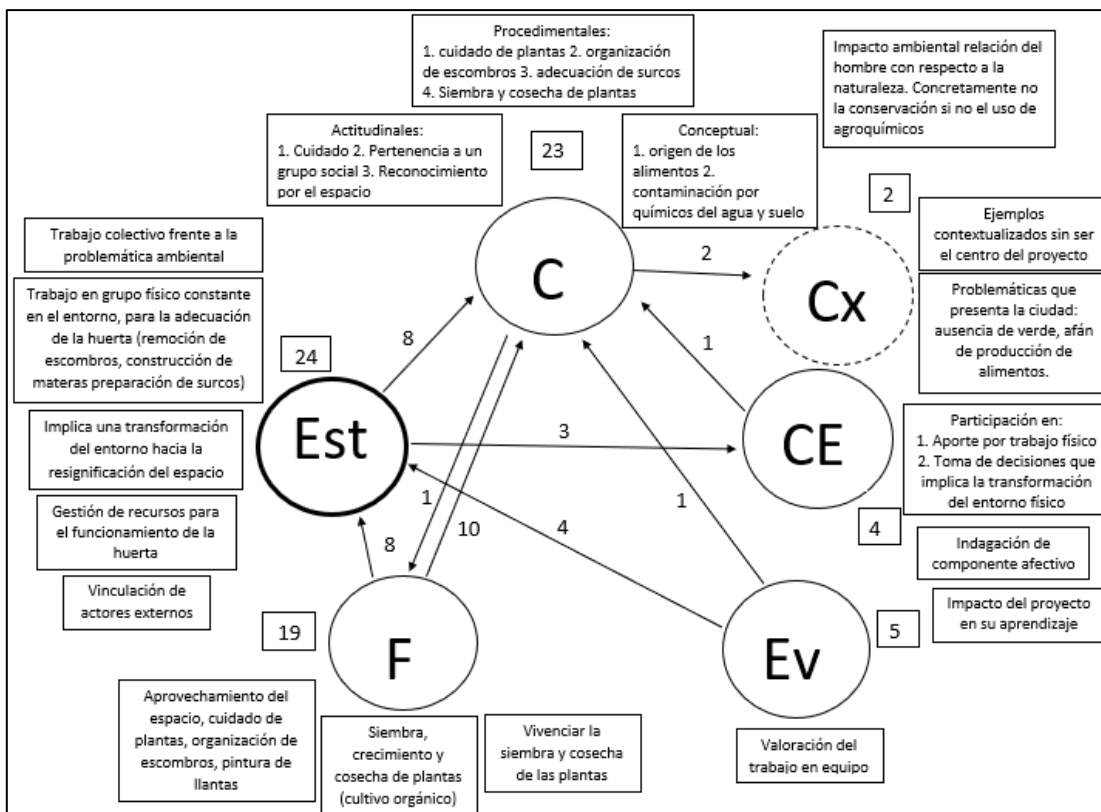 Procedimentales:
1. cuidado de plantas 2. organización
de escombros 3. adecuación de surcos
4. Siembra y cosecha de plantas
Impacto ambiental relación del
hombre con respecto a la
naturaleza. Concretamente no
la conservación si no el uso de
agroquímicos
Actitudinales:
1. Cuidado 2. Pertenencia a un
grupo social 3. Reconocimiento
por el espacio
23
Conceptual:
1. origen de los
alimentos 2.
contaminación por
químicos del agua y suelo
2
Trabajo colectivo frente a la
problemática ambiental
C
2
Cx
Ejemplos
contextualizados sin ser
el centro del proyecto
Trabajo en grupo físico constante
en el entorno, para la adecuación
de la huerta (remoción de
escombros, construcción de
materas preparación de surcos)
Problemáticas que
presenta la ciudad:
ausencia de verde, afán
de producción de
alimentos.
8
1
24
Est
3
CE
Implica una transformación
del entorno hacia la
resignificación del espacio
Participación en:
1. Aporte por trabajo físico
2. Toma de decisiones que
implica la transformación
del entorno físico
Gestión de recursos para
el funcionamiento de la
huerta
1
10
4
1
4
8
Indagación de
componente afectivo
Vinculación de
actores externos
Impacto del proyecto
en su aprendizaje
19
F
Ev
5
Aprovechamiento del
espacio, cuidado de
plantas, organización de
escombros, pintura de
llantas
Siembra,
crecimiento y
cosecha de plantas
(cultivo orgánico)
Vivenciar la
siembra y cosecha
de las plantas
Valoración del
trabajo en equipo